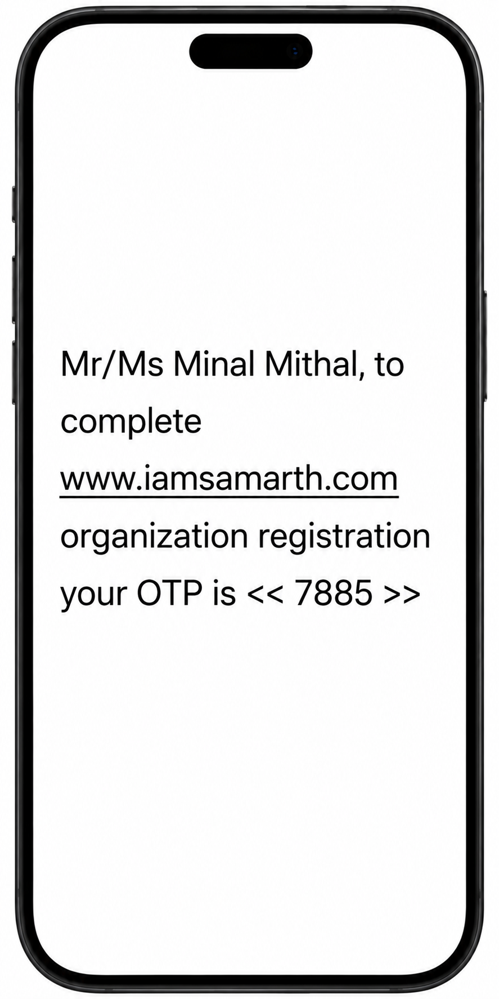 Mr/Ms Minal Mithal, to
complete
www.iamsamarth.com
organization registration
your OTP is << 7885 >>